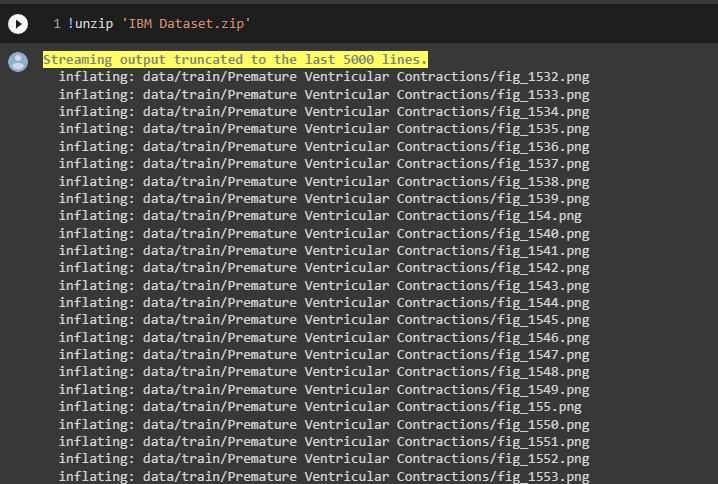 1 !unzip 'IBM Dataset.zip'
Streaming output truncated to the last 5000 lines.
inflating: data/train/Premature Ventricular Contractions/fig_1532.png
inflating: data/train/Premature Ventricular Contractions/fig_1533.png
inflating: data/train/Premature Ventricular Contractions/fig_1534.png
inflating: data/train/Premature Ventricular Contractions/fig_1535.png
inflating: data/train/Premature Ventricular Contractions/fig_1536.png
inflating: data/train/Premature Ventricular Contractions/fig_1537.png
inflating: data/train/Premature Ventricular Contractions/fig_1538.png
inflating: data/train/Premature Ventricular Contractions/fig_1539.png
inflating: data/train/Premature Ventricular Contractions/fig_154.png
inflating: data/train/Premature Ventricular Contractions/fig_1540.png
inflating: data/train/Premature Ventricular Contractions/fig_1541.png
inflating: data/train/Premature Ventricular Contractions/fig_1542.png
inflating: data/train/Premature Ventricular Contractions/fig_1543.png
inflating: data/train/Premature Ventricular Contractions/fig_1544.png
inflating: data/train/Premature Ventricular Contractions/fig_1545.png
inflating: data/train/Premature Ventricular Contractions/fig_1546.png
inflating: data/train/Premature Ventricular Contractions/fig_1547.png
inflating: data/train/Premature Ventricular Contractions/fig_1548.png
inflating: data/train/Premature Ventricular Contractions/fig_1549.png
inflating: data/train/Premature Ventricular Contractions/fig_155.png
inflating: data/train/Premature Ventricular Contractions/fig_1550.png
inflating: data/train/Premature Ventricular Contractions/fig_1551.png
inflating: data/train/Premature Ventricular Contractions/fig_1552.png
inflating: data/train/Premature Ventricular Contractions/fig_1553.png